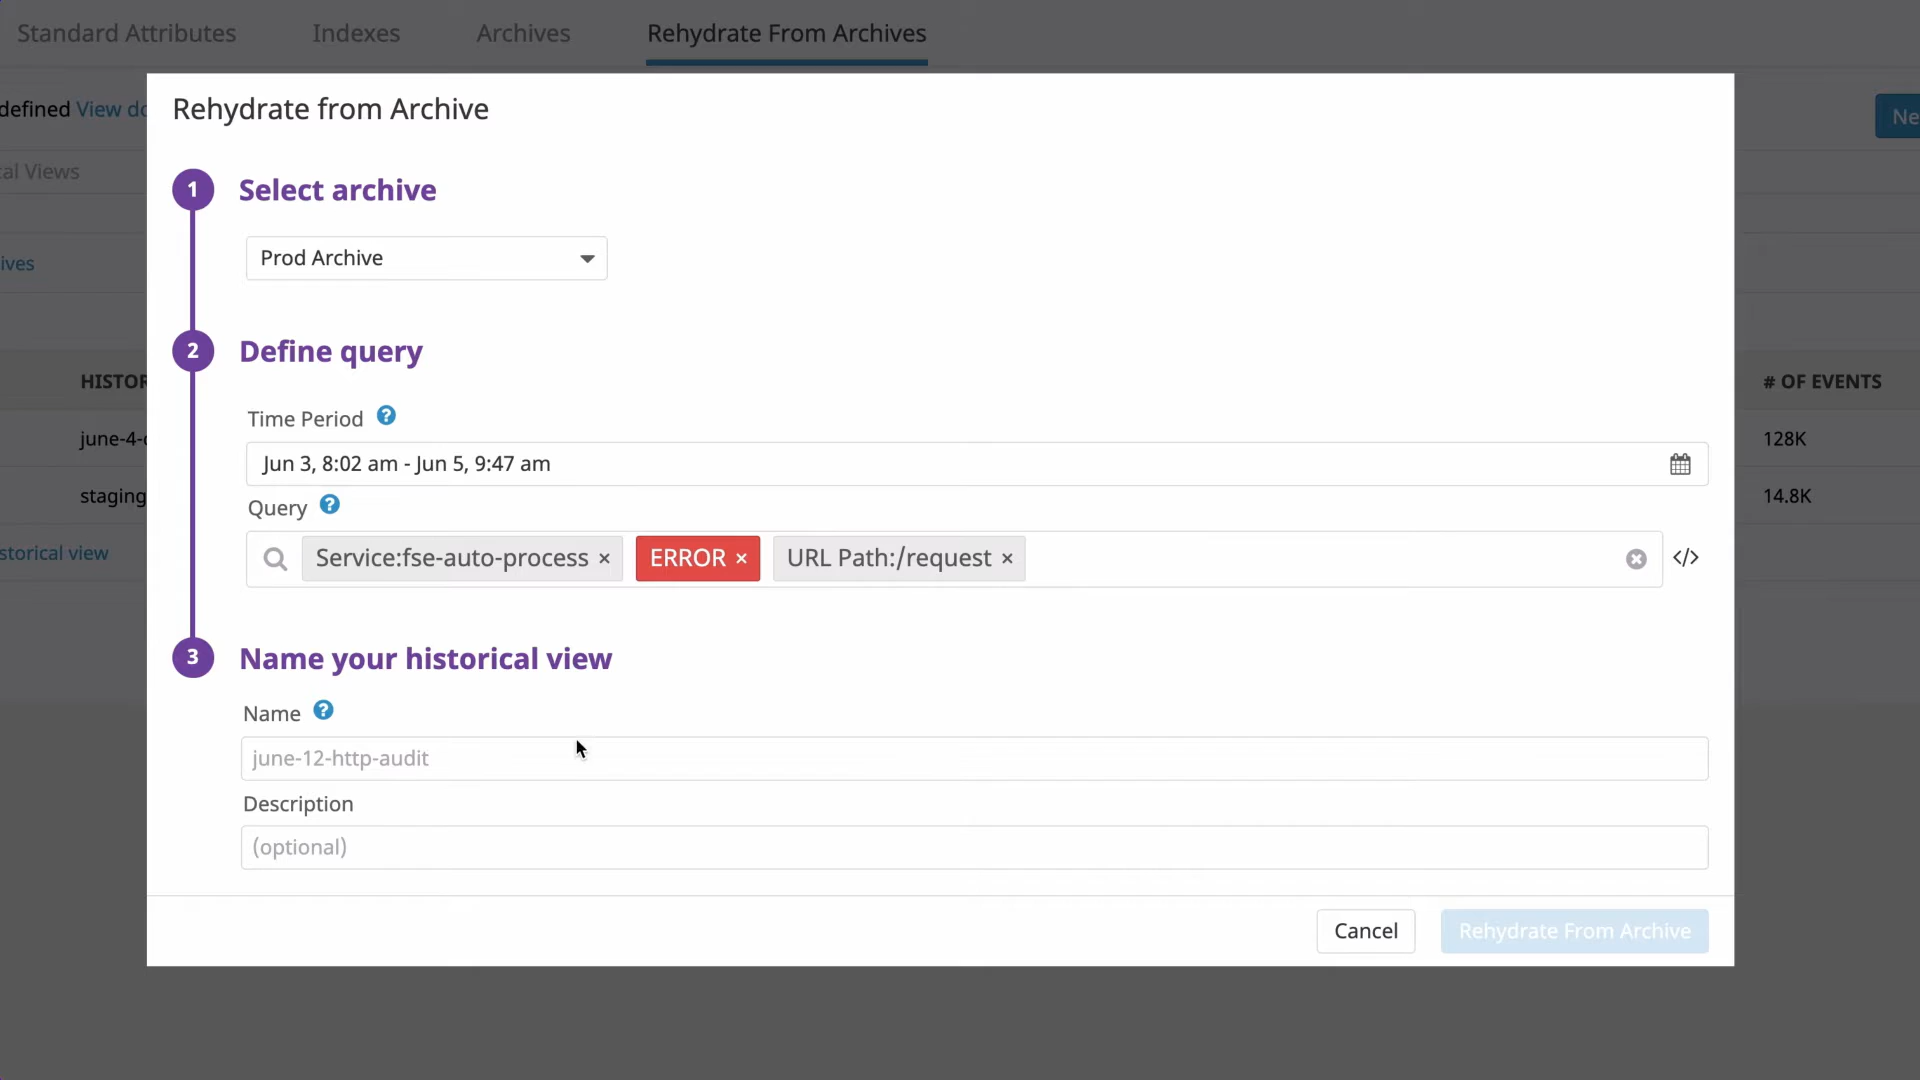 Standard Attributes Indexes Archives Rehydrate From Archives
defined View do
Ne
Rehydrate from Archive
cal Views
1 Select archive
ives
Prod Archive
2 Define query
HISTOR
# OF EVENTS
Time Period ?
june-4-
128K
Jun 3, 8:02 am - Jun 5, 9:47 am
staging
14.8K
Query ?
storical view
Service:fse-auto-process × ERROR × URL Path:/request × </>
3 Name your historical view
Name ?
june-12-http-audit
Description
(optional)
Cancel Rehydrate From Archive